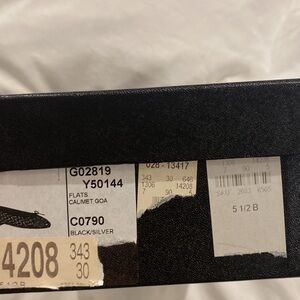 G02819
Y50144
FLATS
CALMET GOA
C0790
BLACK/SILVER
4208
343
30
028 - 13417
343 30 646
1306 14208
7 90 5
90
5 1/2 B